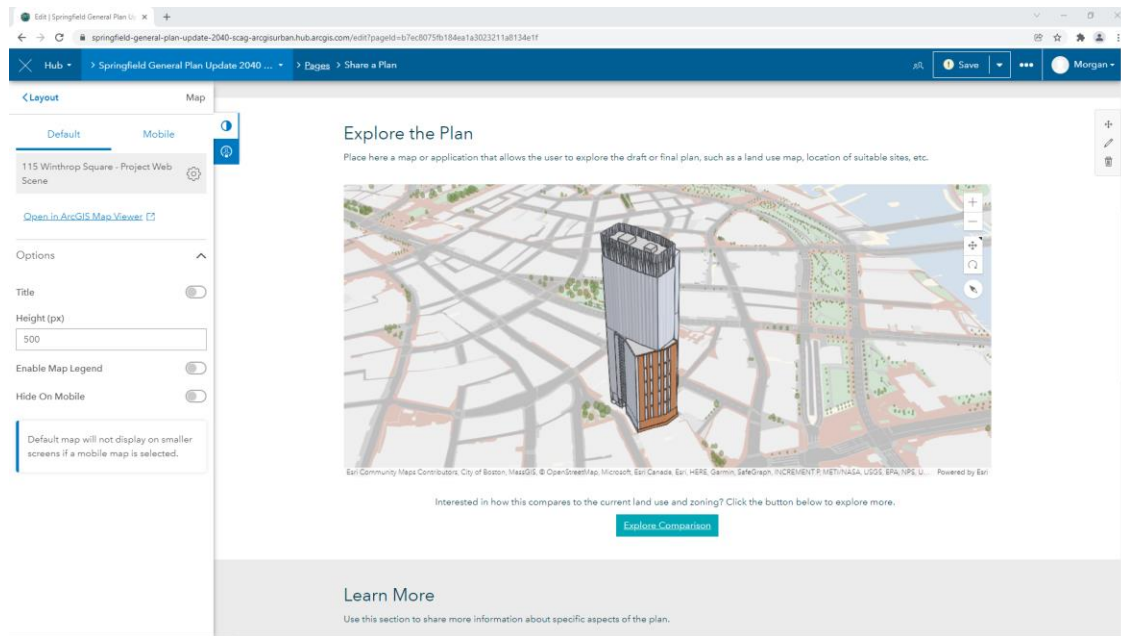 Edit | Springfield General Plan Up
springfield-general-plan-update-2040-scag-arcgisurban.hub.arcgis.com/edit?pageId=b7ec8075fb184ea1a3023211a8134e1f
Hub
> Springfield General Plan Update 2040 ...
> Pages > Share a Plan
Save
Morgan
Layout
Map
Default
Mobile
115 Winthrop Square - Project Web
Scene
Open in ArcGIS Map Viewer
Options
Title
Height (px)
500
Enable Map Legend
Hide On Mobile
Default map will not display on smaller
screens if a mobile map is selected.
Explore the Plan
Place here a map or application that allows the user to explore the draft or final plan, such as a land use map, location of suitable sites, etc.
Esri Community Maps Contributors, City of Boston, MassGIS, © OpenStreetMap, Microsoft, Esri Canada, Esri, HERE, Garmin, SafeGraph, INCREMENT P, METI/NASA, USGS, EPA, NPS, U...
Powered by Esri
Interested in how this compares to the current land use and zoning? Click the button below to explore more.
Explore Comparison
Learn More
Use this section to share more information about specific aspects of the plan.